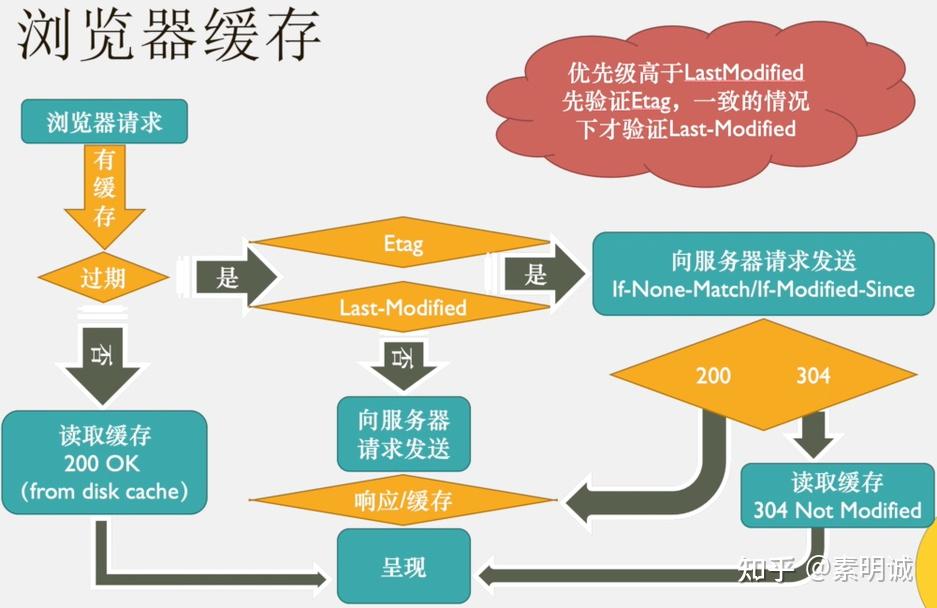 浏览器缓存
优先级高于LastModified
先验证Etag，一致的情况
下才验证Last-Modified
浏览器请求
有
缓
存
过期
是
Etag
Last-Modified
是
向服务器请求发送
If-None-Match/If-Modified-Since
否
否
200
304
读取缓存
200 OK
（from disk cache）
向服务器
请求发送
响应/缓存
读取缓存
304 Not Modified
呈现
知乎 @素明诚